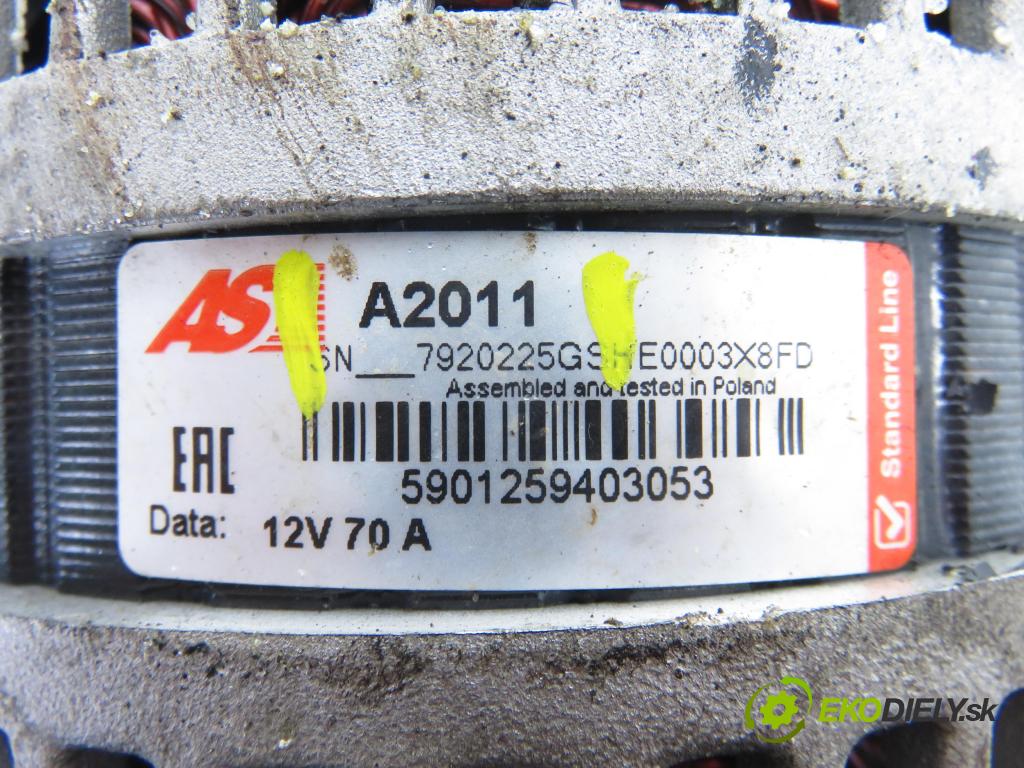 AS
A2011
SN__7920225GSHE0003X8FD
Assembled and tested in Poland
EAC
5901259403053
Data: 12V 70 A
Standard Line
EKODIELY.sk